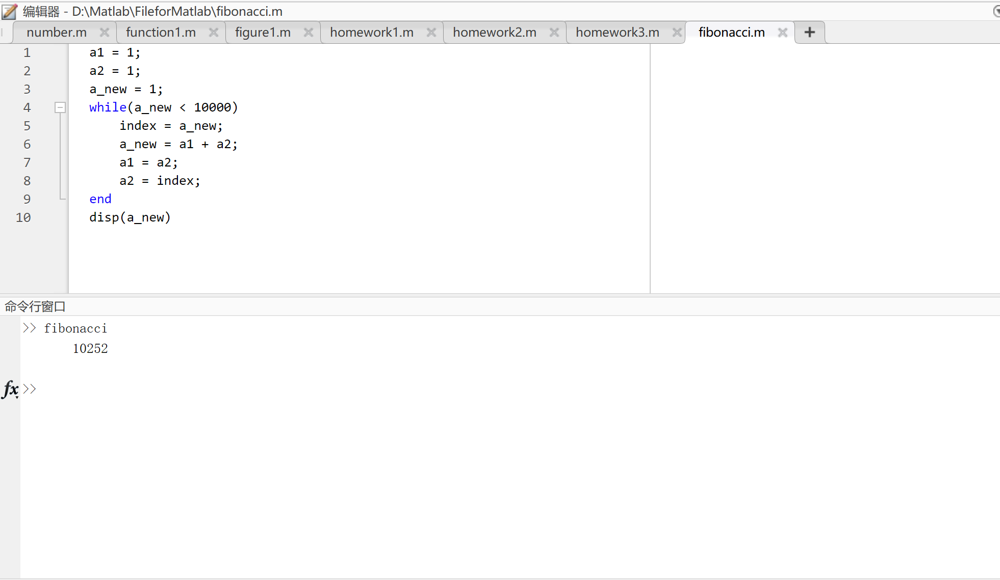 编辑器 - D:\Matlab\FileforMatlab\fibonacci.m
number.m function1.m figure1.m homework1.m homework2.m homework3.m fibonacci.m +
1 a1 = 1;
2 a2 = 1;
3 a_new = 1;
4 while(a_new < 10000)
5 index = a_new;
6 a_new = a1 + a2;
7 a1 = a2;
8 a2 = index;
9 end
10 disp(a_new)
命令行窗口
>> fibonacci
10252
fx >>